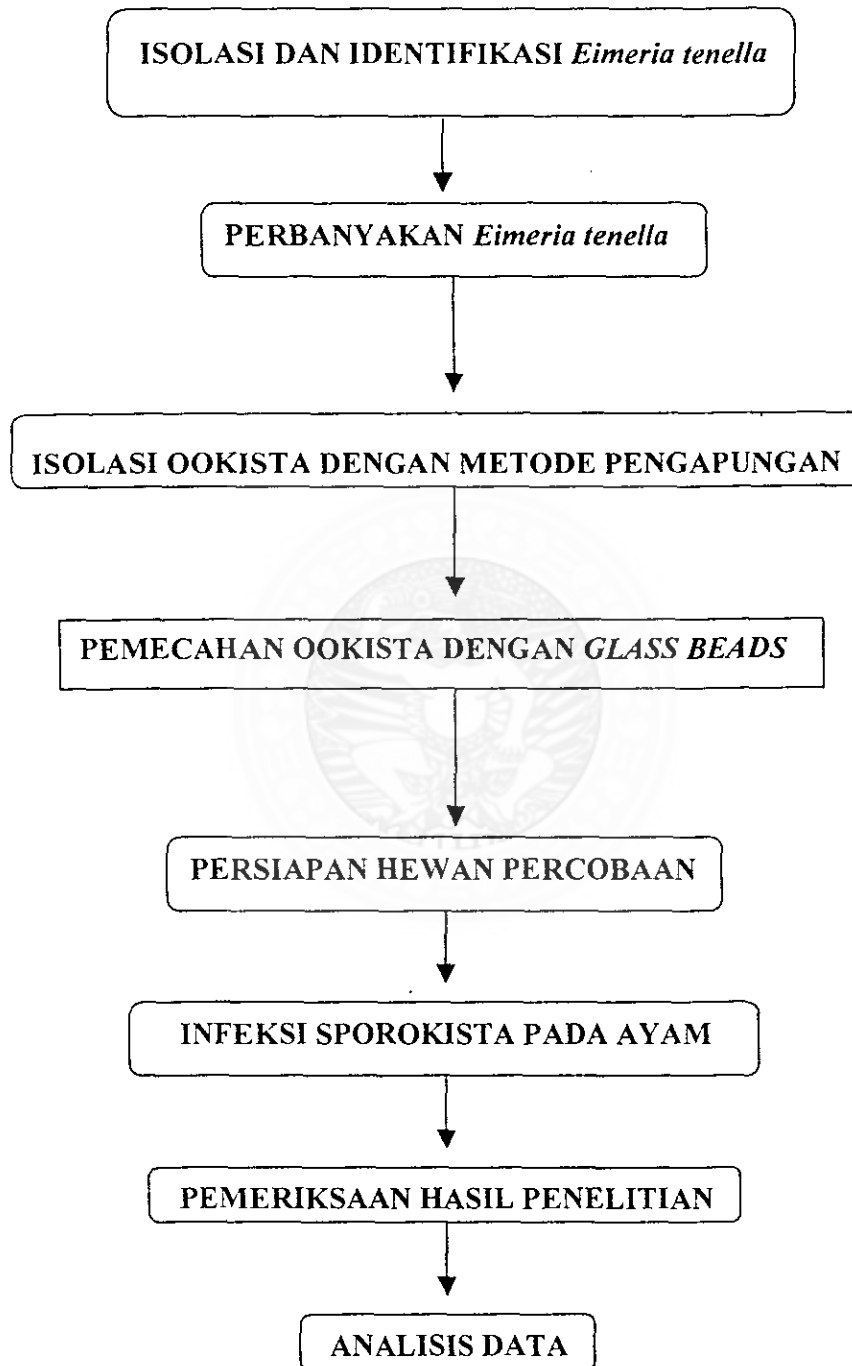 ISOLASI DAN IDENTIFIKASI Eimeria tenella
PERBANYAKAN Eimeria tenella
ISOLASI OOKISTA DENGAN METODE PENGAPUNGAN
PEMECAHAN OOKISTA DENGAN GLASS BEADS
PERSIAPAN HEWAN PERCOBAAN
INFEKSI SPOROKISTA PADA AYAM
PEMERIKSAAN HASIL PENELITIAN
ANALISIS DATA